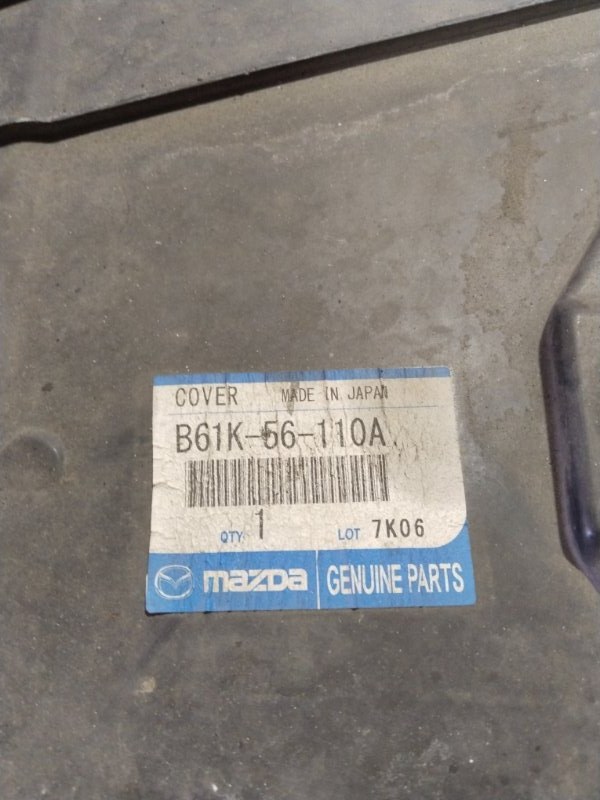 COVER MADE IN JAPAN
B61K-56-110A
QTY 1 LOT 7K06
mazda GENUINE PARTS